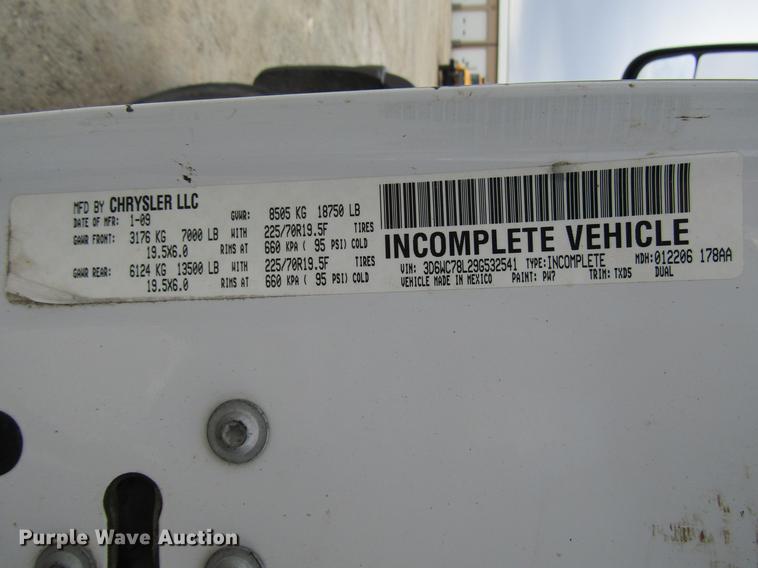 MFD BY CHRYSLER LLC
DATE OF MFR: 1-09 GVWR: 8505 KG 18750 LB
GAWR FRONT: 3176 KG 7000 LB WITH 225/70R19.5F TIRES
19.5X6.0 RIMS AT 660 KPA ( 95 PSI) COLD
GAWR REAR: 6124 KG 13500 LB WITH 225/70R19.5F TIRES
19.5X6.0 RIMS AT 660 KPA ( 95 PSI) COLD
INCOMPLETE VEHICLE
VIN: 3D6WC78L29G532541 TYPE: INCOMPLETE MDH: 012206 178AA
VEHICLE MADE IN MEXICO PAINT: PW7 TRIM: TXD5 DUAL
Purple Wave Auction